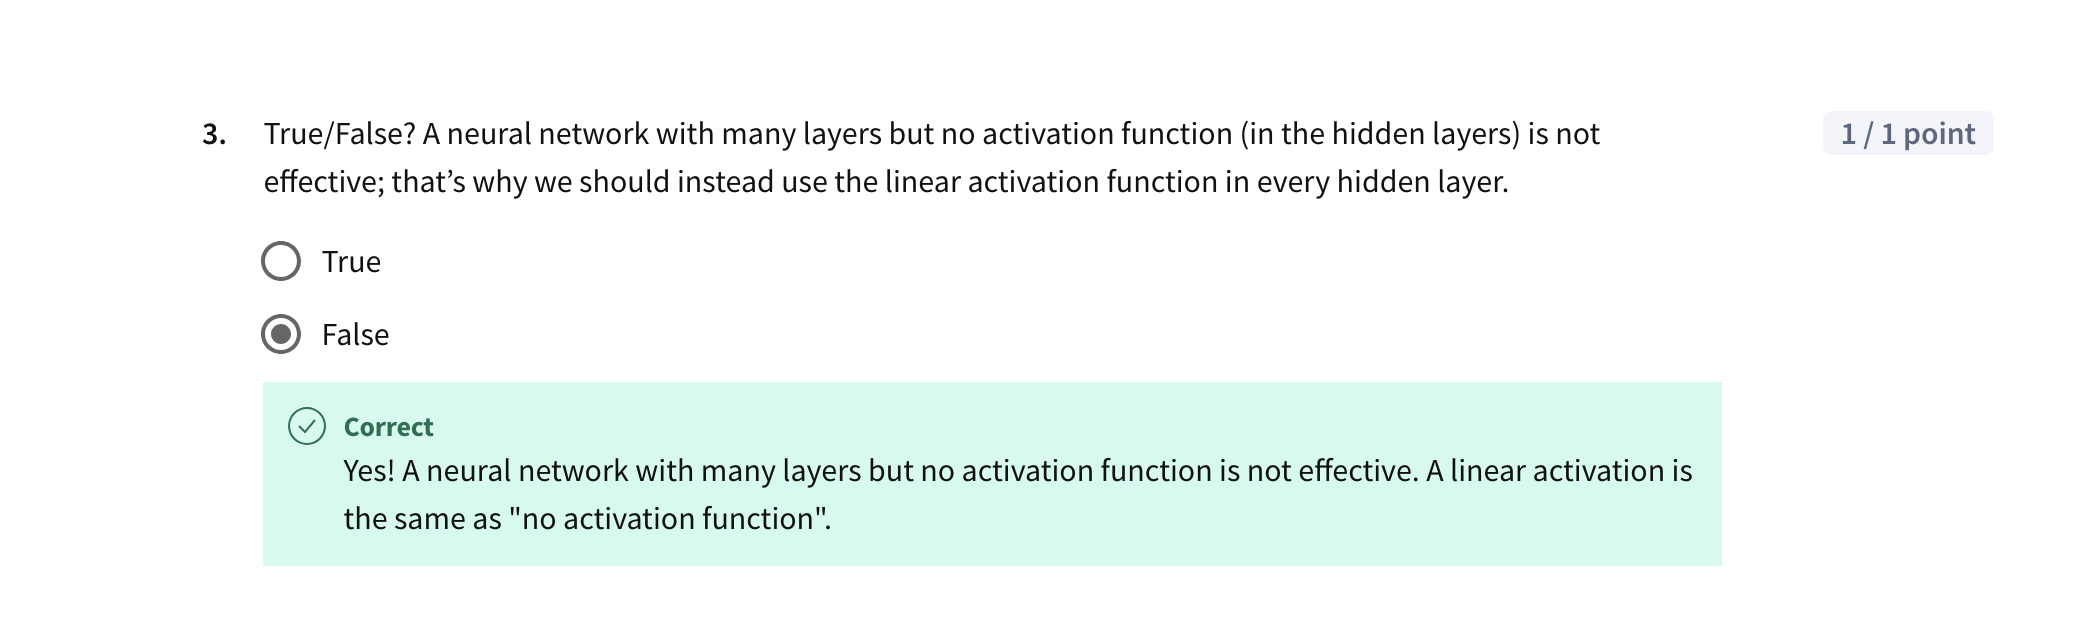 3. True/False? A neural network with many layers but no activation function (in the hidden layers) is not
1 / 1 point
effective; that’s why we should instead use the linear activation function in every hidden layer.
True
False
Correct
Yes! A neural network with many layers but no activation function is not effective. A linear activation is
the same as "no activation function".